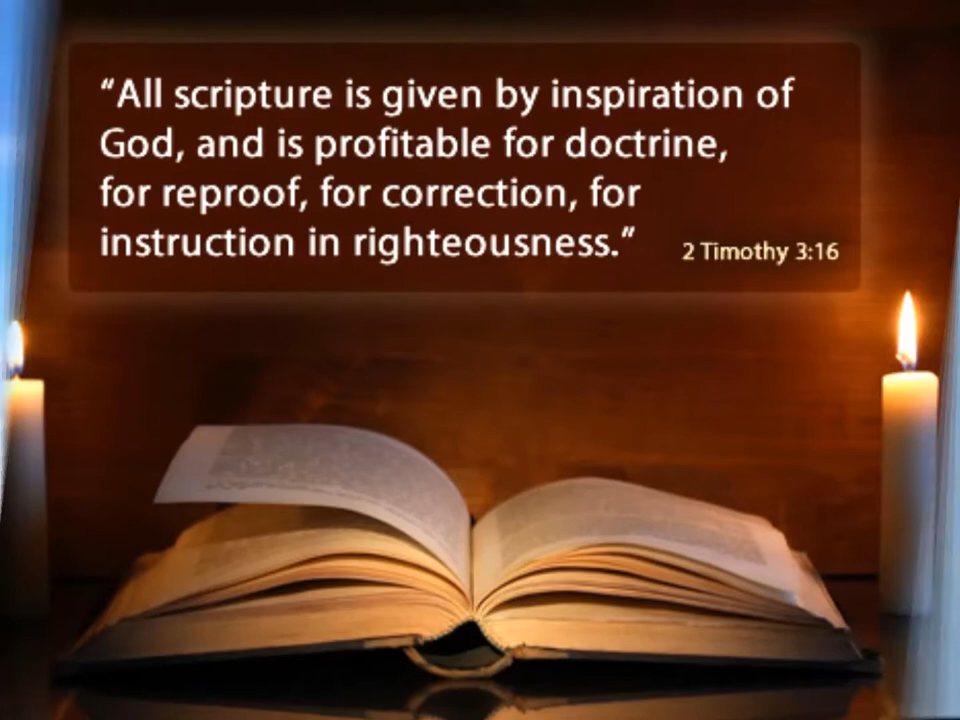 “All scripture is given by inspiration of
God, and is profitable for doctrine,
for reproof, for correction, for
instruction in righteousness.”
2 Timothy 3:16